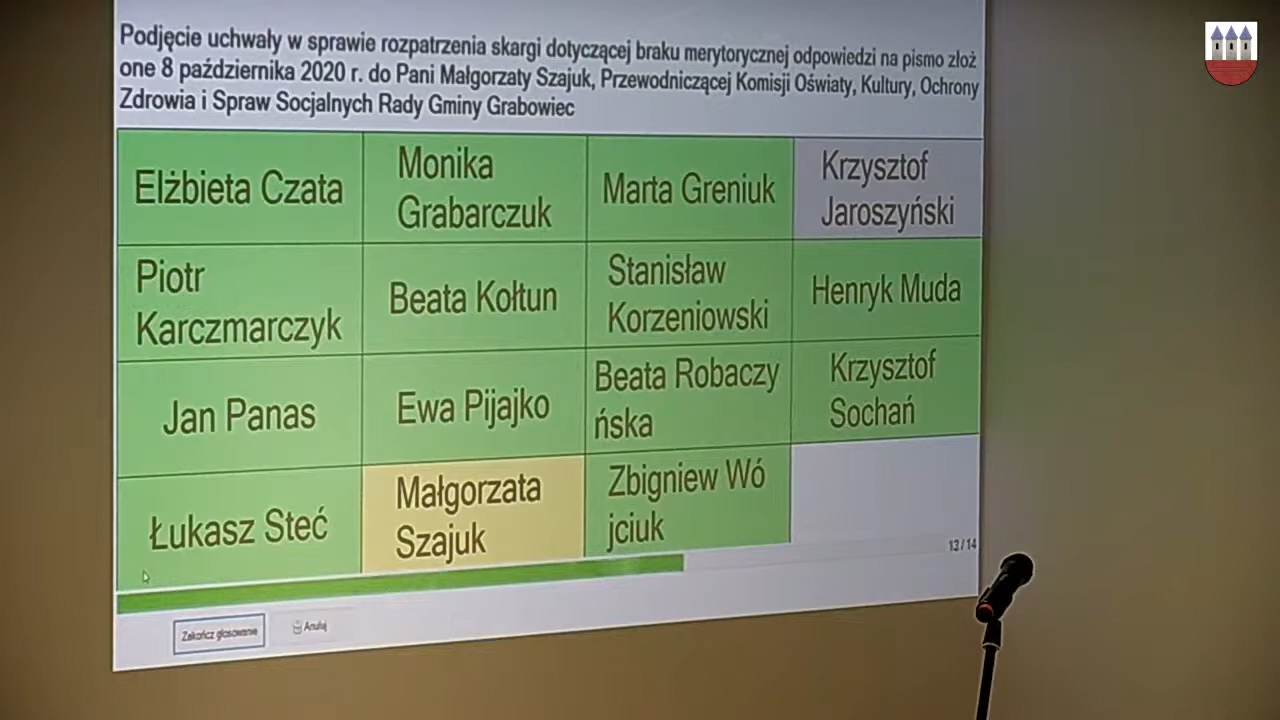 Podjęcie uchwały w sprawie rozpatrzenia skargi dotyczącej braku merytorycznej odpowiedzi na pismo złoż
one 8 października 2020 r. do Pani Małgorzaty Szajuk, Przewodniczącej Komisji Oświaty, Kultury, Ochrony
Zdrowia i Spraw Socjalnych Rady Gminy Grabowiec
Elżbieta Czata
Monika
Grabarczuk
Marta Greniuk
Krzysztof
Jaroszyński
Piotr
Karczmarczyk
Beata Kołtun
Stanisław
Korzeniowski
Henryk Muda
Jan Panas
Ewa Pijajko
Beata Robaczy
ńska
Krzysztof
Sochań
Łukasz Steć
Małgorzata
Szajuk
Zbigniew Wó
jciuk
13 / 14
Zakończ głosowanie
Anuluj